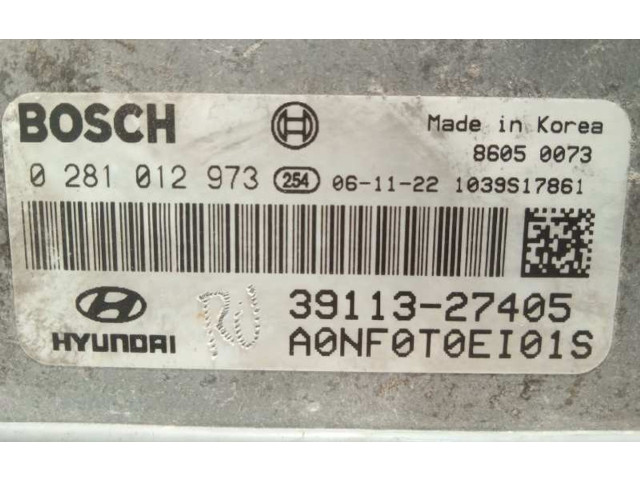 BOSCH
Made in Korea
8605 0073
0 281 012 973 254 06-11-22 1039S17861
39113-27405
HYUNDAI
A0NF0T0EI01S